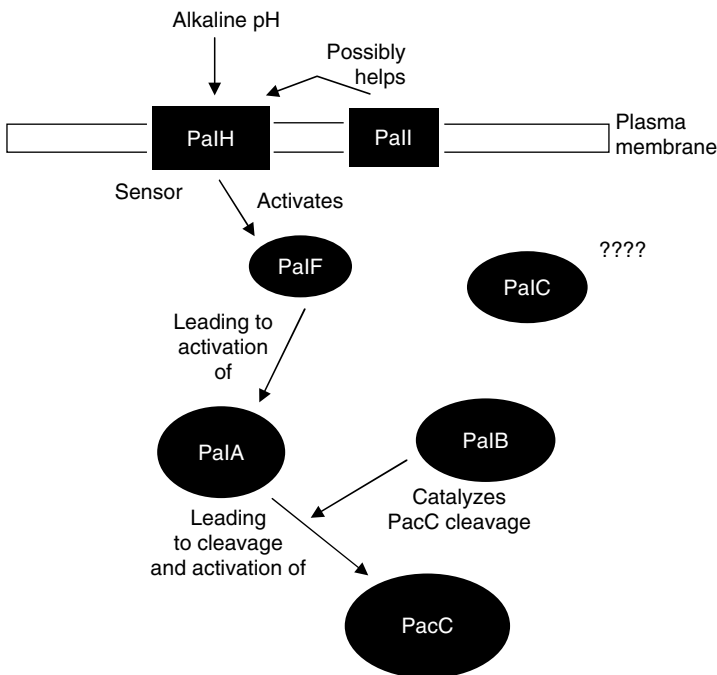 Alkaline pH
Possibly
helps
PalH
PalI
Plasma
membrane
Sensor
Activates
PalF
????
PalC
Leading to
activation
of
PalA
PalB
Catalyzes
PacC cleavage
Leading
to cleavage
and activation of
PacC